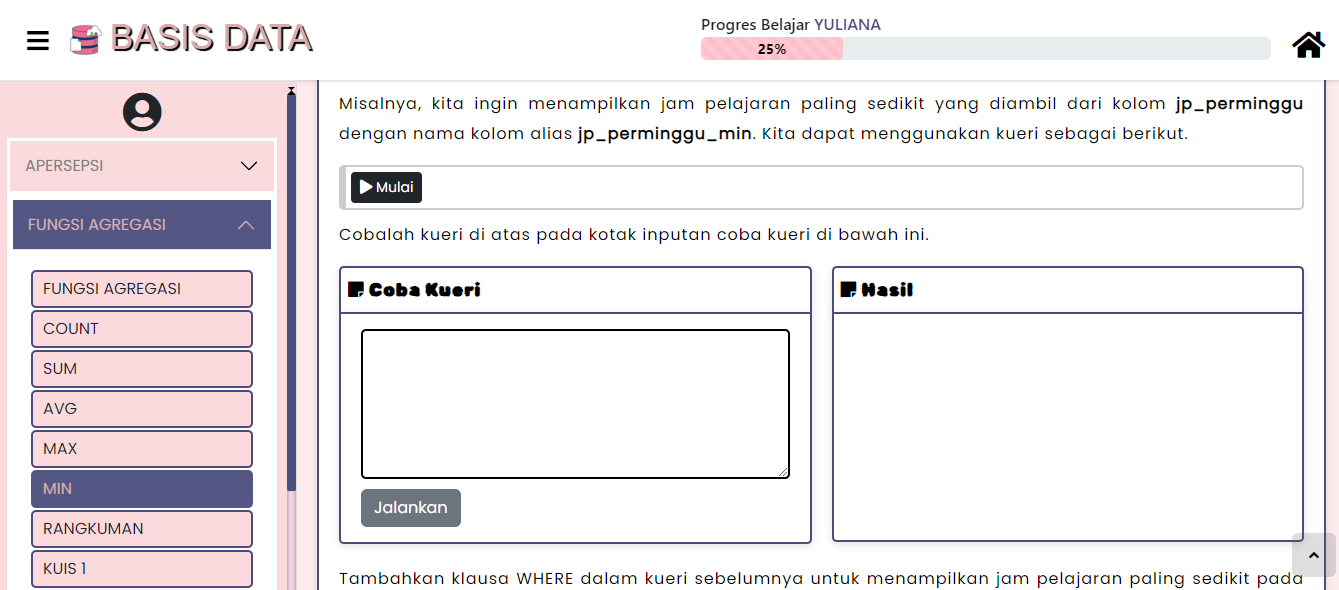 BASIS DATA
Progres Belajar YULIANA
25%
APERSEPSI
FUNGSI AGREGASI
FUNGSI AGREGASI
COUNT
SUM
AVG
MAX
MIN
RANGKUMAN
KUIS 1
Misalnya, kita ingin menampilkan jam pelajaran paling sedikit yang diambil dari kolom jp_perminggu
dengan nama kolom alias jp_perminggu_min. Kita dapat menggunakan kueri sebagai berikut.
Mulai
Cobalah kueri di atas pada kotak inputan coba kueri di bawah ini.
Coba Kueri
Jalankan
Hasil
Tambahkan klausa WHERE dalam kueri sebelumnya untuk menampilkan jam pelajaran paling sedikit pada